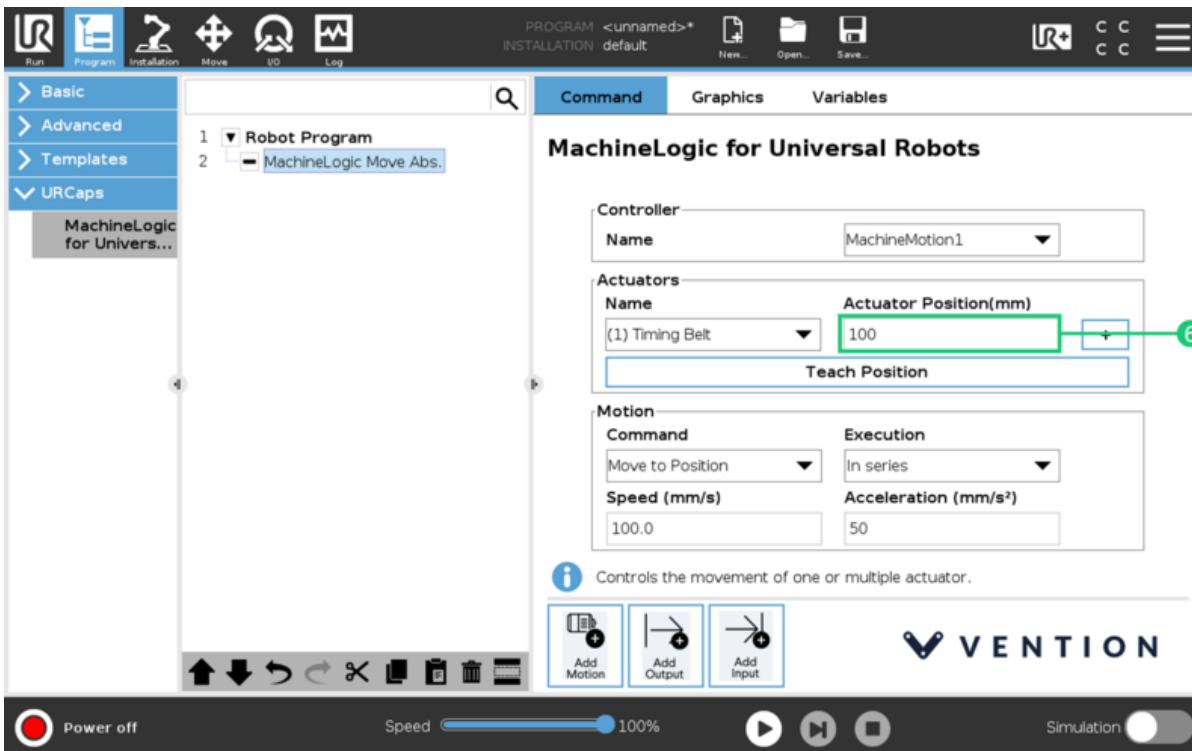 PROGRAM <unnamed>*
INSTALLATION default
UR
Run
Program
Installation
Move
I/O
Log
New...
Open...
Save...
UR+
C C
C C
Basic
Advanced
Templates
URCaps
MachineLogic
for Univers...
1 Robot Program
2 MachineLogic Move Abs.
Command Graphics Variables
MachineLogic for Universal Robots
Controller
Name MachineMotion1
Actuators
Name Actuator Position(mm)
(1) Timing Belt 100 + 6
Teach Position
Motion
Command Execution
Move to Position In series
Speed (mm/s) Acceleration (mm/s²)
100.0 50
i Controls the movement of one or multiple actuator.
Add
Motion
Add
Output
Add
Input
VENTION
Power off Speed 100% Simulation